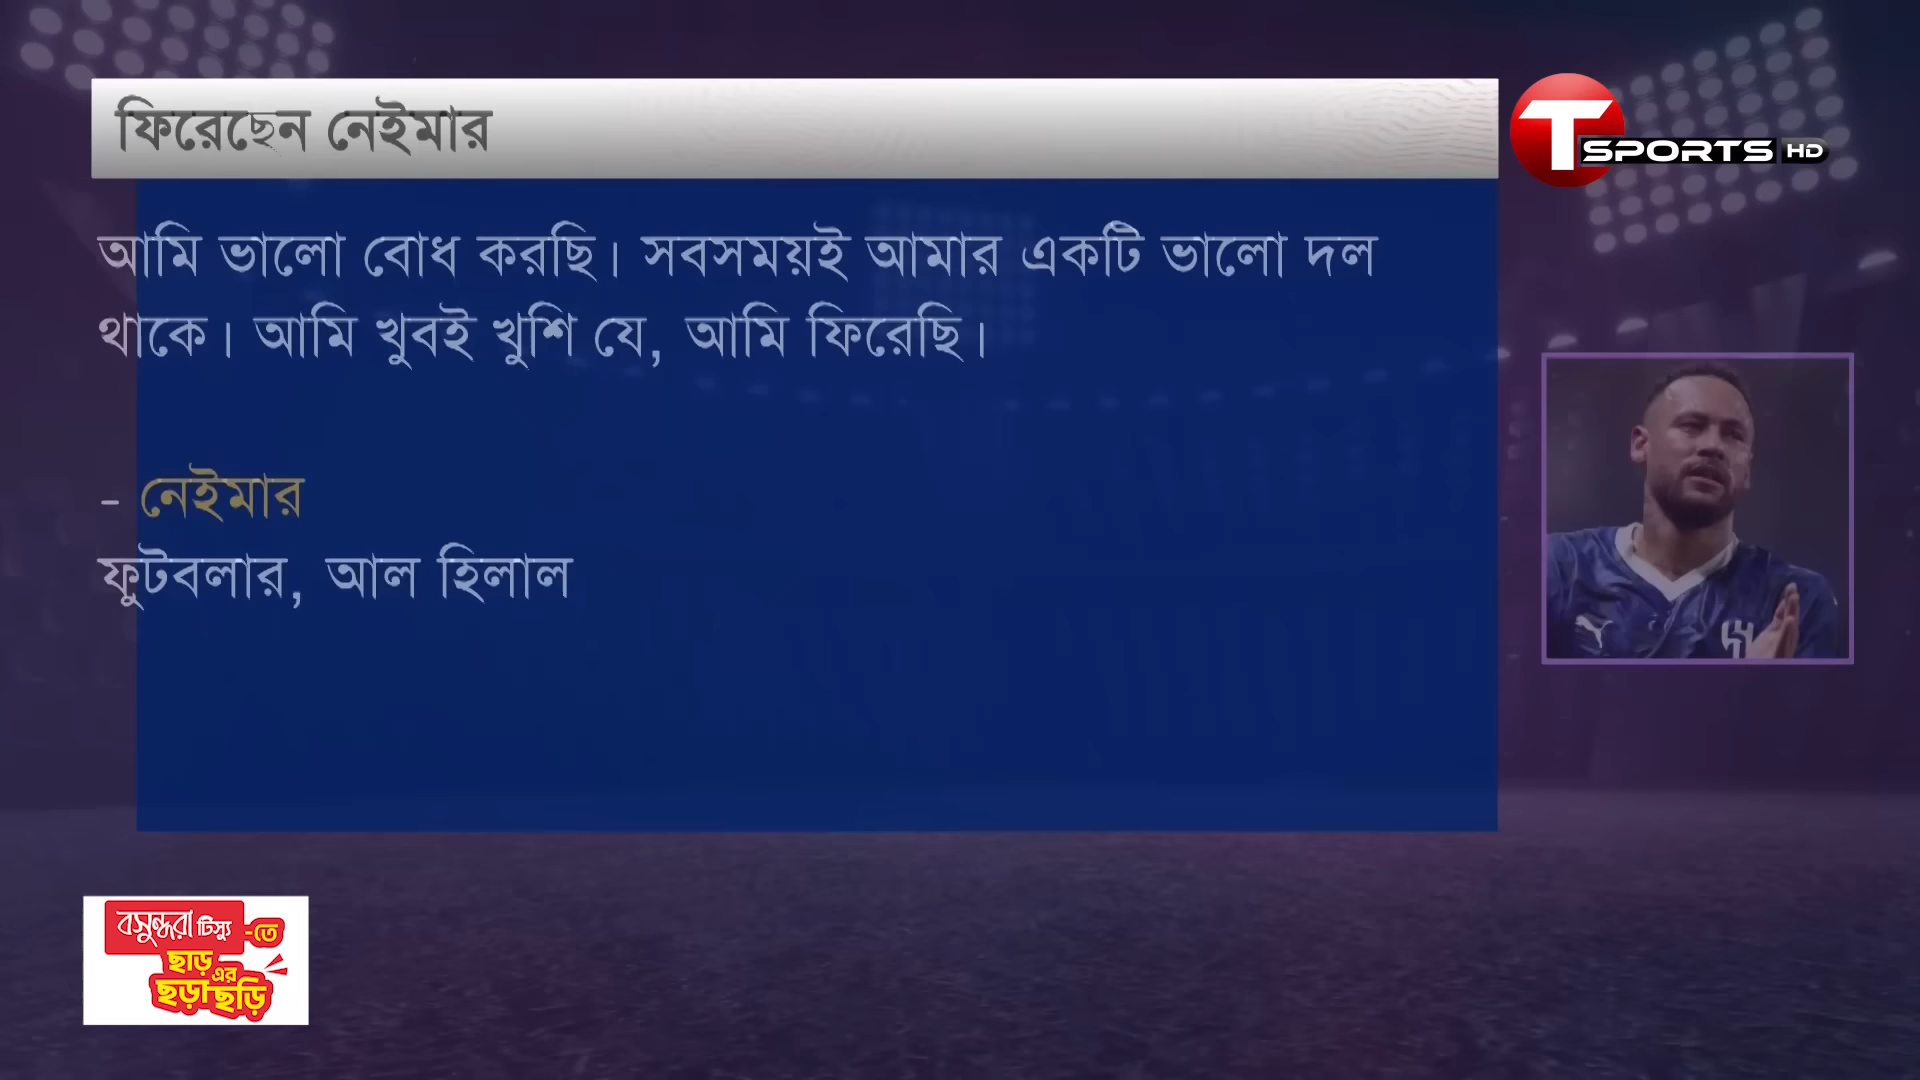 ফিরেছেন নেইমার
T SPORTS HD
আমি ভালো বোধ করছি। সবসময়ই আমার একটি ভালো দল
থাকে। আমি খুবই খুশি যে, আমি ফিরেছি।
- নেইমার
ফুটবলার, আল হিলাল
বসুন্ধরা টিস্যু -তে
ছাড় এর
ছড়াছড়ি